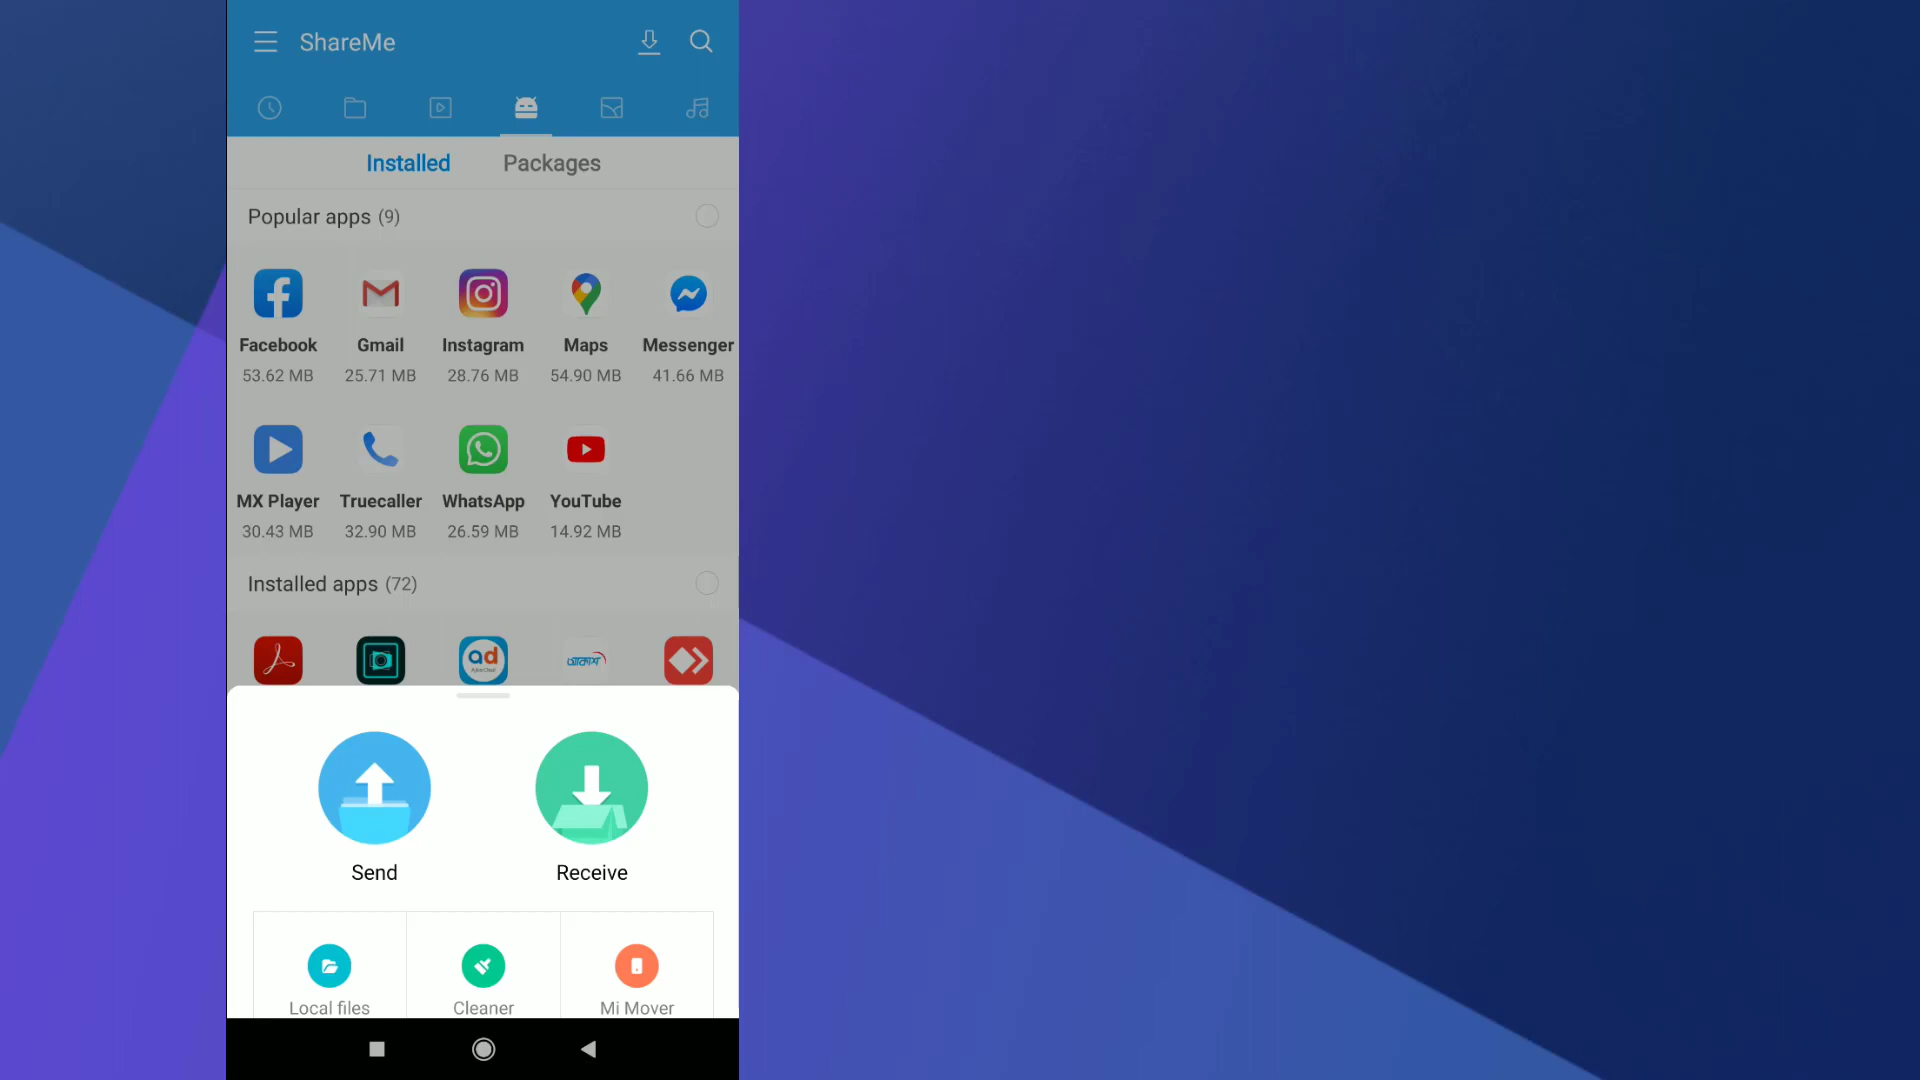 ShareMe
Installed Packages
Popular apps (9)
Facebook Gmail Instagram Maps Messenger
53.62 MB 25.71 MB 28.76 MB 54.90 MB 41.66 MB
MX Player Truecaller WhatsApp YouTube
30.43 MB 32.90 MB 26.59 MB 14.92 MB
Installed apps (72)
ad আকাশ
Send Receive
Local files Cleaner Mi Mover